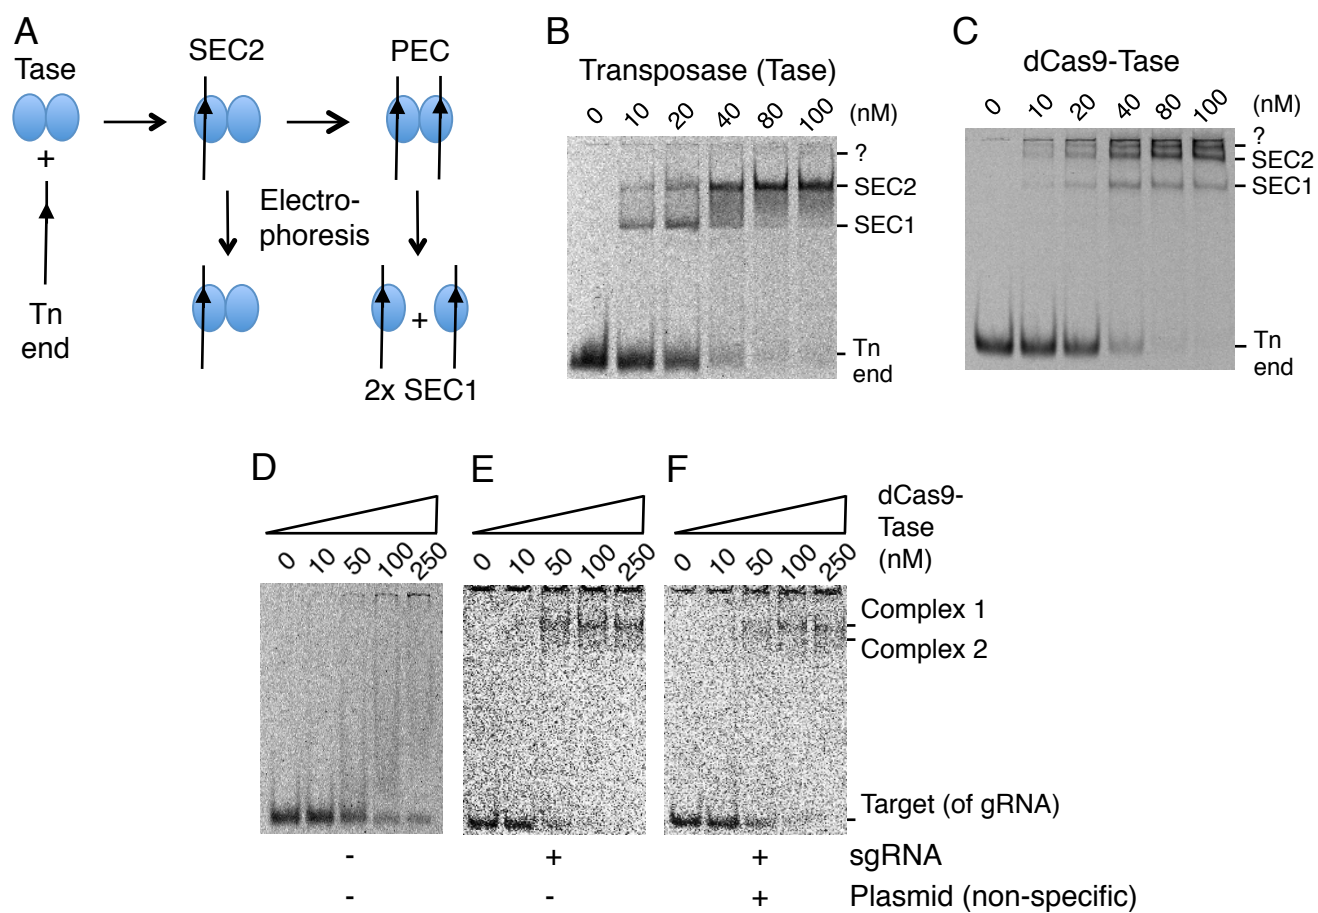 A
Tase
+
Tn
end
SEC2
PEC
Electro-
phoresis
+
2x SEC1
B
Transposase (Tase)
0 10 20 40 80 100 (nM)
?
SEC2
SEC1
Tn
end
C
dCas9-Tase
0 10 20 40 80 100 (nM)
?
SEC2
SEC1
Tn
end
D
0 10 50 100 250
E
0 10 50 100 250
F
0 10 50 100 250
dCas9-
Tase
(nM)
Complex 1
Complex 2
Target (of gRNA)
- + + sgRNA
- - + Plasmid (non-specific)